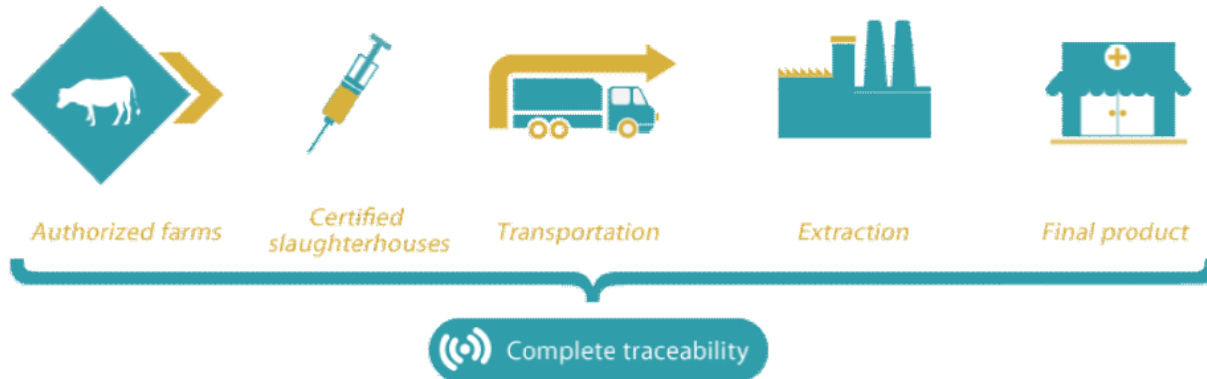 Authorized farms
Certified
slaughterhouses
Transportation
Extraction
Final product
Complete traceability